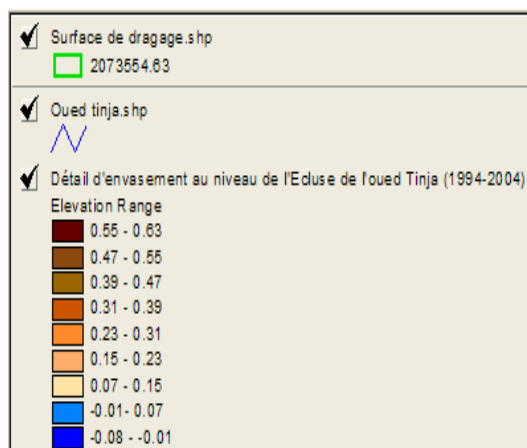 Surface de dragage.shp
2073554.63
Oued tinja.shp
Détail d'envasement au niveau de l'Ecluse de l'oued Tinja (1994-2004)
Elevation Range
0.55 - 0.63
0.47 - 0.55
0.39 - 0.47
0.31 - 0.39
0.23 - 0.31
0.15 - 0.23
0.07 - 0.15
-0.01- 0.07
-0.08 - -0.01